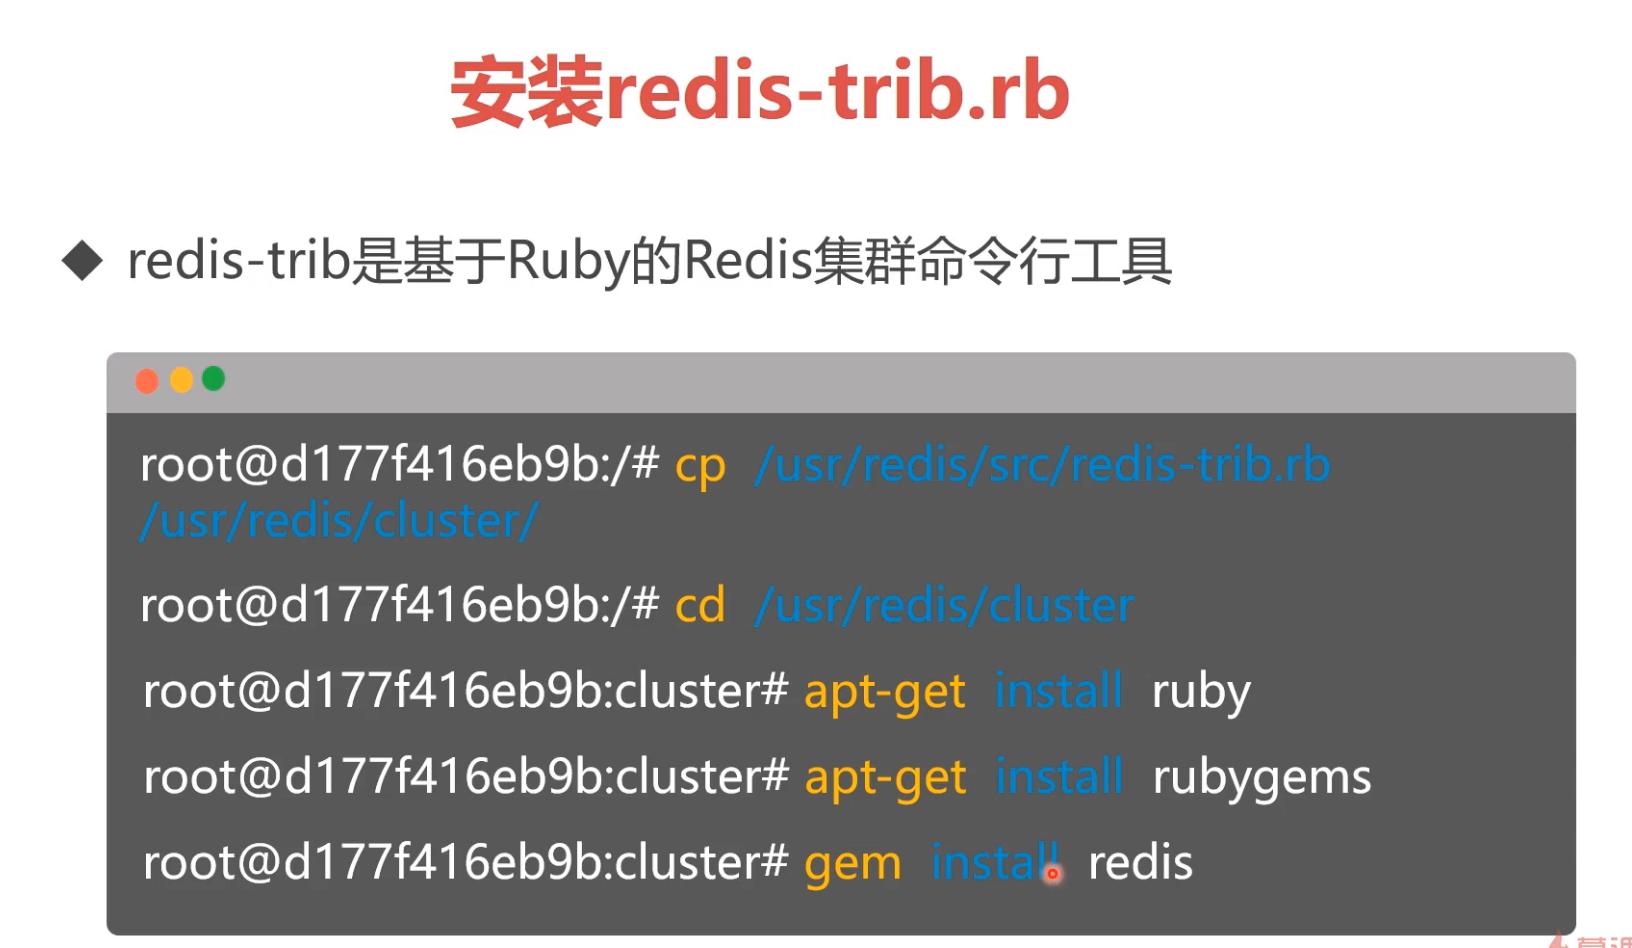 安装redis-trib.rb
redis-trib是基于Ruby的Redis集群命令行工具
root@d177f416eb9b:/# cp /usr/redis/src/redis-trib.rb
/usr/redis/cluster/
root@d177f416eb9b:/# cd /usr/redis/cluster
root@d177f416eb9b:cluster# apt-get install ruby
root@d177f416eb9b:cluster# apt-get install rubygems
root@d177f416eb9b:cluster# gem install redis